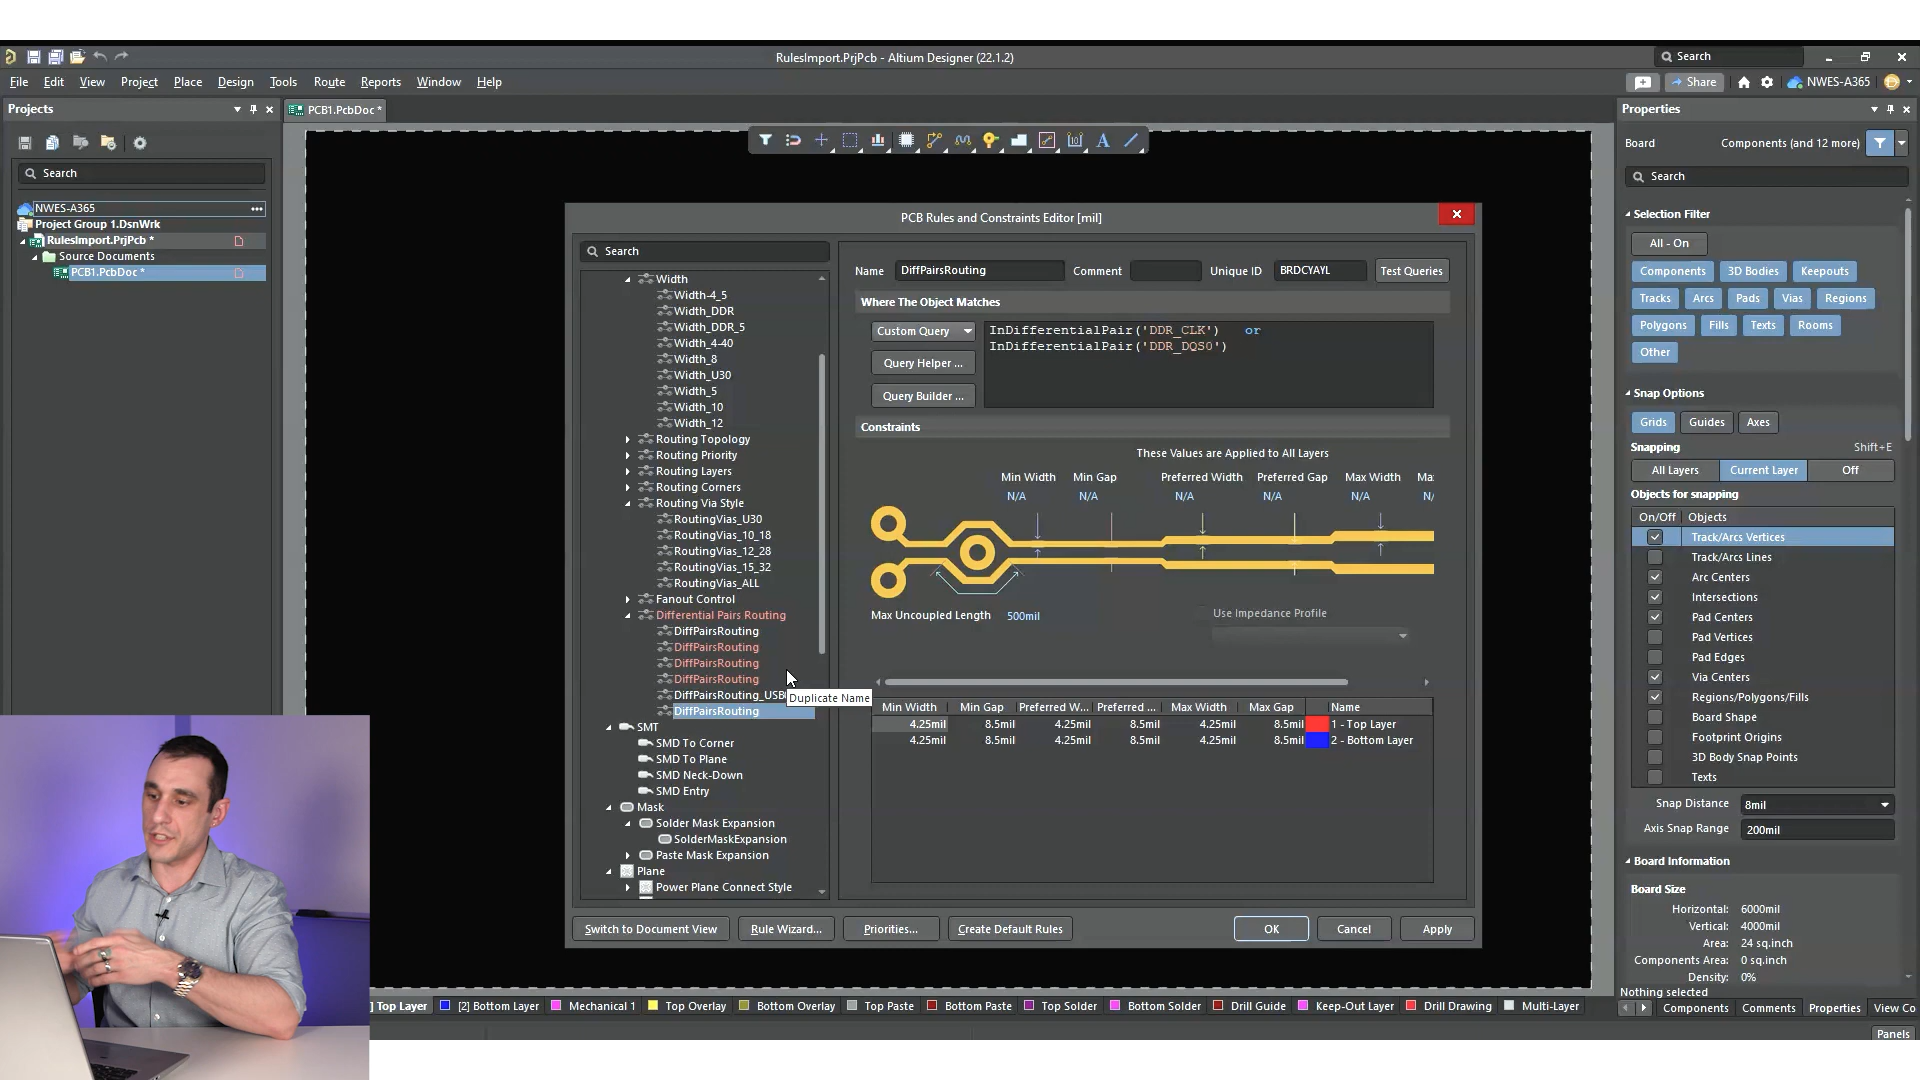 RulesImport.PrjPcb - Altium Designer (22.1.2)
Search
File Edit View Project Place Design Tools Route Reports Window Help
Share
NWES-A365
Projects
PCB1.PcbDoc *
Properties
Board
Components (and 12 more)
Search
Search
NWES-A365
Project Group 1.DsnWrk
RulesImport.PrjPcb *
Source Documents
PCB1.PcbDoc *
PCB Rules and Constraints Editor [mil]
Search
Width
Width-4_5
Width_DDR
Width_DDR_5
Width_4-40
Width_8
Width_U30
Width_5
Width_10
Width_12
Routing Topology
Routing Priority
Routing Layers
Routing Corners
Routing Via Style
RoutingVias_U30
RoutingVias_10_18
RoutingVias_12_28
RoutingVias_15_32
RoutingVias_ALL
Fanout Control
Differential Pairs Routing
DiffPairsRouting
DiffPairsRouting
DiffPairsRouting
DiffPairsRouting
DiffPairsRouting_USB
DiffPairsRouting
Duplicate Name
SMT
SMD To Corner
SMD To Plane
SMD Neck-Down
SMD Entry
Mask
Solder Mask Expansion
SolderMaskExpansion
Paste Mask Expansion
Plane
Power Plane Connect Style
Name DiffPairsRouting Comment Unique ID BRDCYAYL Test Queries
Where The Object Matches
Custom Query
Query Helper ...
Query Builder ...
InDifferentialPair('DDR_CLK') or
InDifferentialPair('DDR_DQS0')
Constraints
These Values are Applied to All Layers
Min Width Min Gap Preferred Width Preferred Gap Max Width Ma:
N/A N/A N/A N/A N/A N/
Max Uncoupled Length 500mil
Use Impedance Profile
Min Width Min Gap Preferred W... Preferred ... Max Width Max Gap Name
4.25mil 8.5mil 4.25mil 8.5mil 4.25mil 8.5mil 1 - Top Layer
4.25mil 8.5mil 4.25mil 8.5mil 4.25mil 8.5mil 2 - Bottom Layer
Switch to Document View Rule Wizard... Priorities... Create Default Rules OK Cancel Apply
Selection Filter
All - On
Components 3D Bodies Keepouts
Tracks Arcs Pads Vias Regions
Polygons Fills Texts Rooms
Other
Snap Options
Grids Guides Axes
Snapping Shift+E
All Layers Current Layer Off
Objects for snapping
On/Off Objects
Track/Arcs Vertices
Track/Arcs Lines
Arc Centers
Intersections
Pad Centers
Pad Vertices
Pad Edges
Via Centers
Regions/Polygons/Fills
Board Shape
Footprint Origins
3D Body Snap Points
Texts
Snap Distance 8mil
Axis Snap Range 200mil
Board Information
Board Size
Horizontal: 6000mil
Vertical: 4000mil
Area: 24 sq.inch
Components Area: 0 sq.inch
Density: 0%
Nothing selected
] Top Layer [2] Bottom Layer Mechanical 1 Top Overlay Bottom Overlay Top Paste Bottom Paste Top Solder Bottom Solder Drill Guide Keep-Out Layer Drill Drawing Multi-Layer
Components Comments Properties View Co
Panels